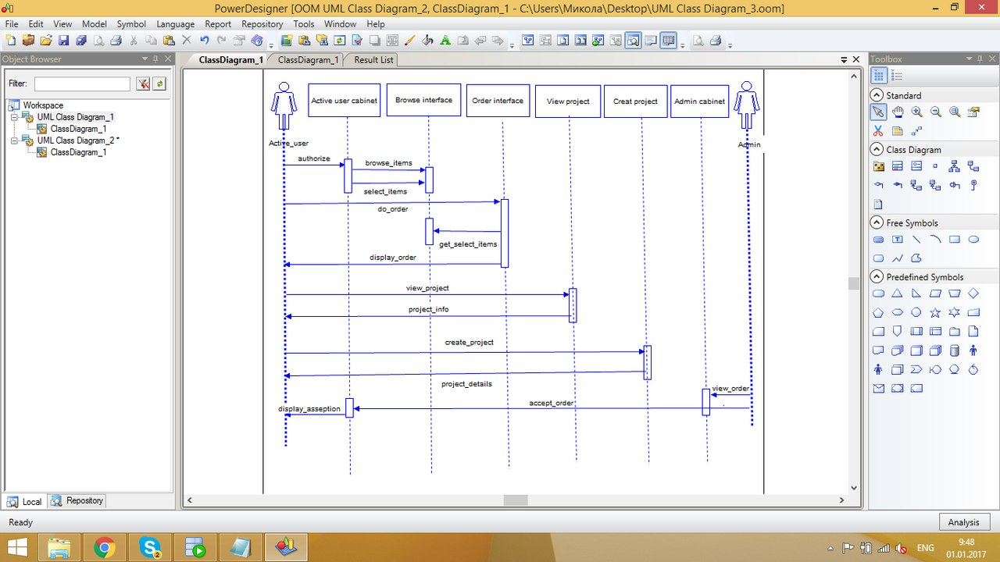 PowerDesigner [OOM UML Class Diagram_2, ClassDiagram_1 - C:\Users\Микола\Desktop\UML Class Diagram_3.oom]
File Edit View Model Symbol Language Report Repository Tools Window Help
Object Browser
Filter:
Workspace
UML Class Diagram_1
ClassDiagram_1
UML Class Diagram_2 *
ClassDiagram_1
Local Repository
ClassDiagram_1 ClassDiagram_1 Result List
Active user cabinet Browse interface Order interface View project Creat project Admin cabinet
Active_user Admin
authorize browse_items
select_items
do_order
get_select_items
display_order
view_project
project_info
create_project
project_details
view_order
accept_order
display_asseption
Toolbox
Standard
Class Diagram
Free Symbols
Predefined Symbols
Ready Analysis
2
ENG
9:48
01.01.2017